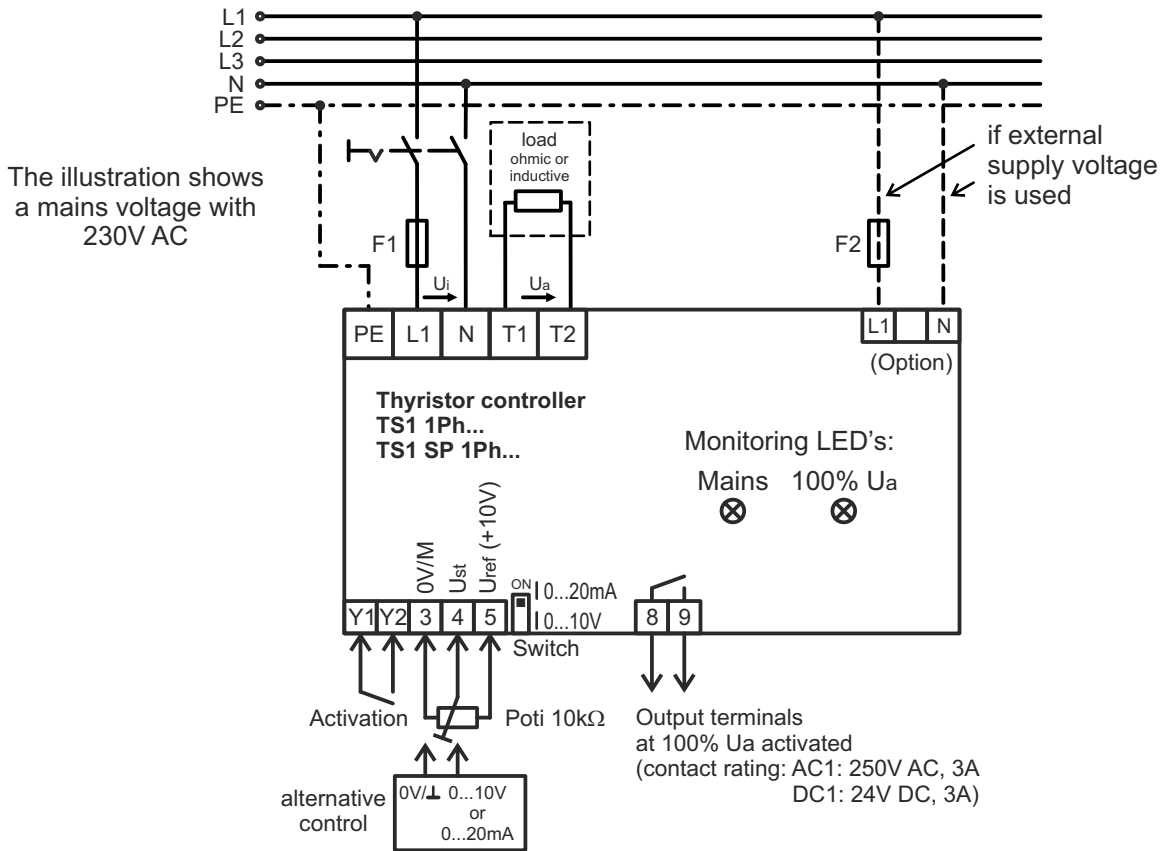 L1
L2
L3
N
PE
The illustration shows
a mains voltage with
230V AC
load
ohmic or
inductive
if external
supply voltage
is used
F1
F2
Ui
Ua
PE L1 N T1 T2
L1 N
(Option)
Thyristor controller
TS1 1Ph...
TS1 SP 1Ph...
Monitoring LED's:
Mains 100% Ua
0V/M
Ust
Uref (+10V)
ON
0...20mA
0...10V
Switch
Y1 Y2 3 4 5
8 9
Activation
Poti 10kΩ
Output terminals
at 100% Ua activated
(contact rating: AC1: 250V AC, 3A
DC1: 24V DC, 3A)
alternative
control
0V/⊥ 0...10V
or
0...20mA